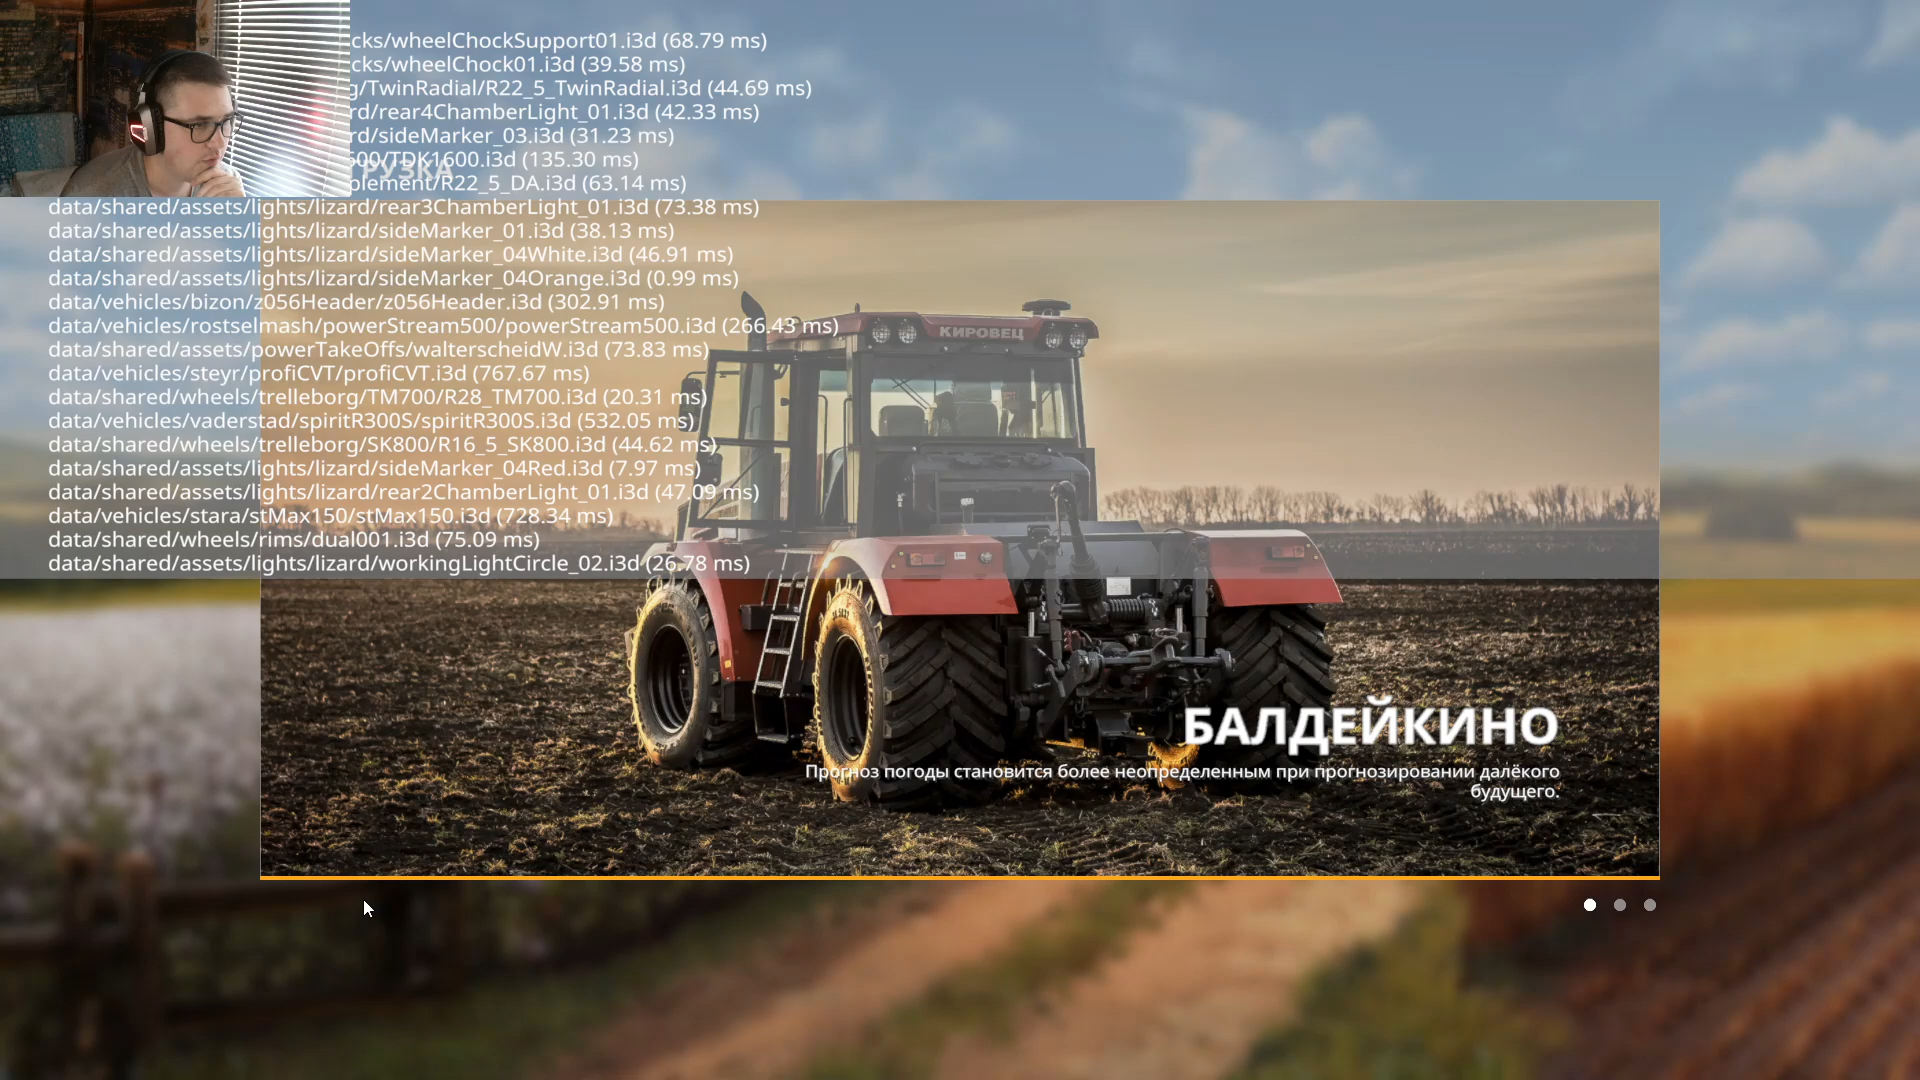 cks/wheelChockSupport01.i3d (68.79 ms)
cks/wheelChock01.i3d (39.58 ms)
g/TwinRadial/R22_5_TwinRadial.i3d (44.69 ms)
rd/rear4ChamberLight_01.i3d (42.33 ms)
rd/sideMarker_03.i3d (31.23 ms)
600/TDK1600.i3d (135.30 ms)
ГРУЗКА
plement/R22_5_DA.i3d (63.14 ms)
data/shared/assets/lights/lizard/rear3ChamberLight_01.i3d (73.38 ms)
data/shared/assets/lights/lizard/sideMarker_01.i3d (38.13 ms)
data/shared/assets/lights/lizard/sideMarker_04White.i3d (46.91 ms)
data/shared/assets/lights/lizard/sideMarker_04Orange.i3d (0.99 ms)
data/vehicles/bizon/z056Header/z056Header.i3d (302.91 ms)
data/vehicles/rostselmash/powerStream500/powerStream500.i3d (266.43 ms)
data/shared/assets/powerTakeOffs/walterscheidW.i3d (73.83 ms)
data/vehicles/steyr/profiCVT/profiCVT.i3d (767.67 ms)
data/shared/wheels/trelleborg/TM700/R28_TM700.i3d (20.31 ms)
data/vehicles/vaderstad/spiritR300S/spiritR300S.i3d (532.05 ms)
data/shared/wheels/trelleborg/SK800/R16_5_SK800.i3d (44.62 ms)
data/shared/assets/lights/lizard/sideMarker_04Red.i3d (7.97 ms)
data/shared/assets/lights/lizard/rear2ChamberLight_01.i3d (47.09 ms)
data/vehicles/stara/stMax150/stMax150.i3d (728.34 ms)
data/shared/wheels/rims/dual001.i3d (75.09 ms)
data/shared/assets/lights/lizard/workingLightCircle_02.i3d (26.78 ms)
КИРОВЕЦ
БАЛДЕЙКИНО
Прогноз погоды становится более неопределенным при прогнозировании далёкого
будущего.